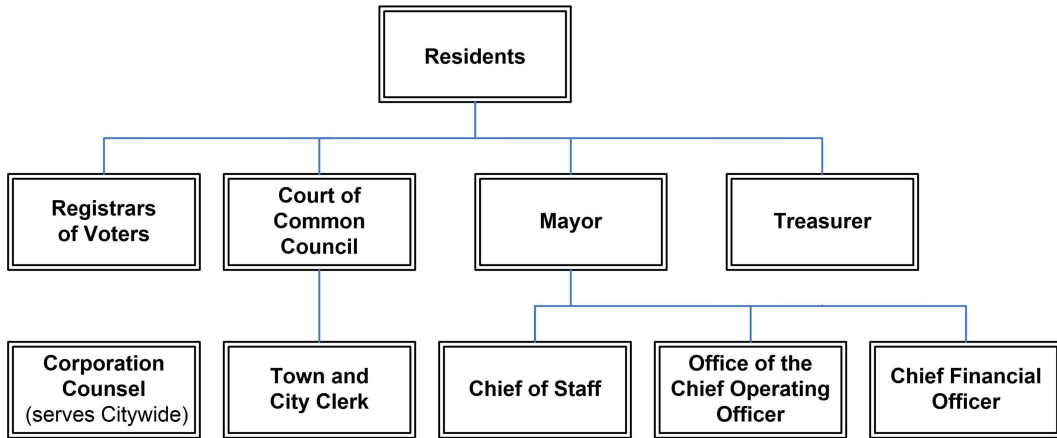 Residents
Registrars
of Voters
Court of
Common
Council
Mayor
Treasurer
Corporation
Counsel
(serves Citywide)
Town and
City Clerk
Chief of Staff
Office of the
Chief Operating
Officer
Chief Financial
Officer